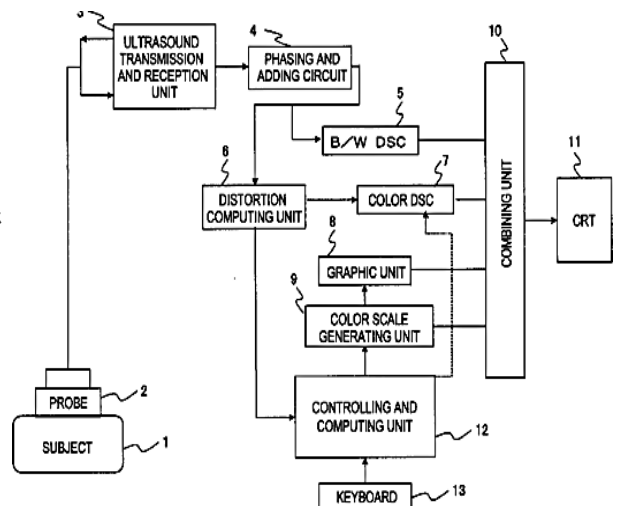 3
ULTRASOUND
TRANSMISSION
AND RECEPTION
UNIT
4
PHASING AND
ADDING CIRCUIT
10
5
B/W DSC
11
6
DISTORTION
COMPUTING UNIT
7
COLOR DSC
COMBINING UNIT
CRT
8
GRAPHIC UNIT
9
COLOR SCALE
GENERATING UNIT
PROBE
2
CONTROLLING AND
COMPUTING UNIT
12
SUBJECT
1
KEYBOARD
13